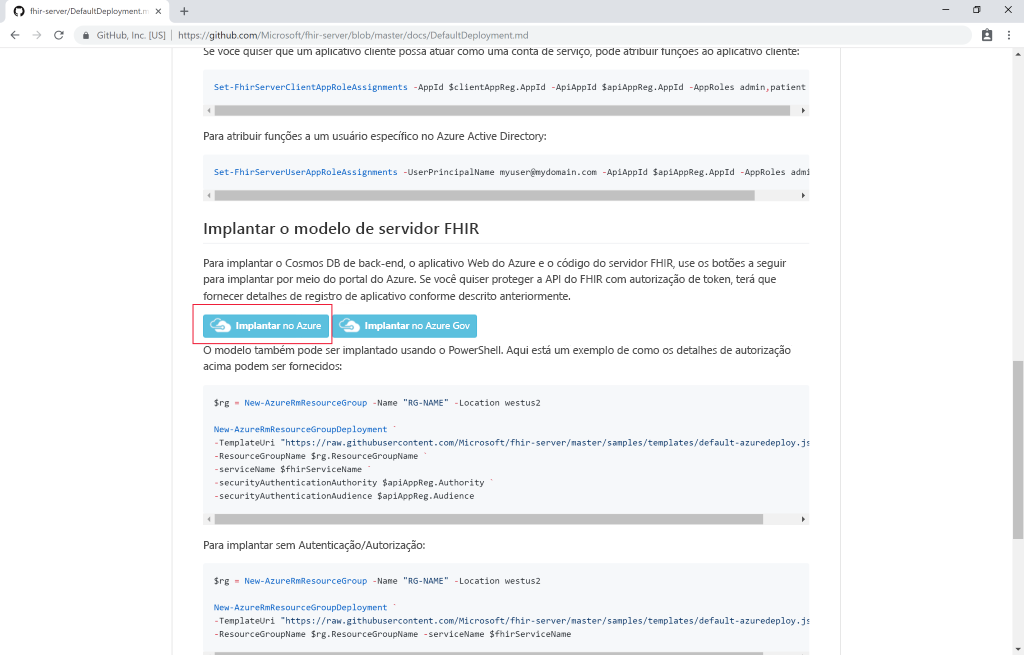 fhir-server/DefaultDeployment.m
GitHub, Inc. [US] | https://github.com/Microsoft/fhir-server/blob/master/docs/DefaultDeployment.md
Se você quiser que um aplicativo cliente possa atuar como uma conta de serviço, pode atribuir funções ao aplicativo cliente:
Set-FhirServerClientAppRoleAssignments -AppId $clientAppReg.AppId -ApiAppId $apiAppReg.AppId -AppRoles admin,patient
Para atribuir funções a um usuário específico no Azure Active Directory:
Set-FhirServerUserAppRoleAssignments -UserPrincipalName myuser@mydomain.com -ApiAppId $apiAppReg.AppId -AppRoles admi
Implantar o modelo de servidor FHIR
Para implantar o Cosmos DB de back-end, o aplicativo Web do Azure e o código do servidor FHIR, use os botões a seguir
para implantar por meio do portal do Azure. Se você quiser proteger a API do FHIR com autorização de token, terá que
fornecer detalhes de registro de aplicativo conforme descrito anteriormente.
Implantar no Azure Implantar no Azure Gov
O modelo também pode ser implantado usando o PowerShell. Aqui está um exemplo de como os detalhes de autorização
acima podem ser fornecidos:
$rg = New-AzureRmResourceGroup -Name "RG-NAME" -Location westus2
New-AzureRmResourceGroupDeployment `
-TemplateUri "https://raw.githubusercontent.com/Microsoft/fhir-server/master/samples/templates/default-azuredeploy.js
-ResourceGroupName $rg.ResourceGroupName `
-serviceName $fhirServiceName `
-securityAuthenticationAuthority $apiAppReg.Authority `
-securityAuthenticationAudience $apiAppReg.Audience
Para implantar sem Autenticação/Autorização:
$rg = New-AzureRmResourceGroup -Name "RG-NAME" -Location westus2
New-AzureRmResourceGroupDeployment `
-TemplateUri "https://raw.githubusercontent.com/Microsoft/fhir-server/master/samples/templates/default-azuredeploy.js
-ResourceGroupName $rg.ResourceGroupName -serviceName $fhirServiceName